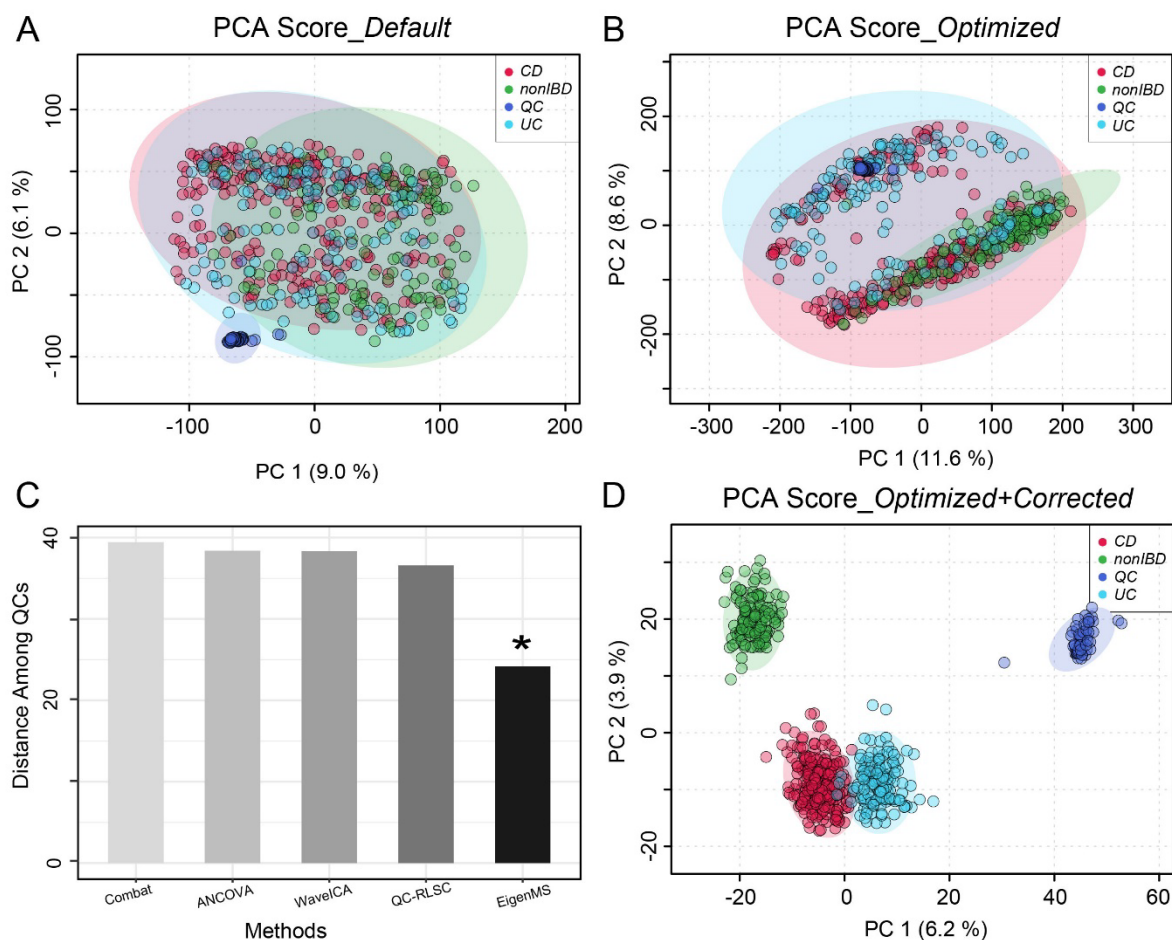 A
PCA Score_Default
CD
nonIBD
QC
UC
100
0
-100
PC 2 (6.1 %)
-100
0
100
200
PC 1 (9.0 %)
B
PCA Score_Optimized
CD
nonIBD
QC
UC
200
0
-200
PC 2 (8.6 %)
-300
-200
-100
0
100
200
300
PC 1 (11.6 %)
C
40
20
0
Distance Among QCs
*
Combat
ANCOVA
WaveICA
QC-RLSC
EigenMS
Methods
D
PCA Score_Optimized+Corrected
CD
nonIBD
QC
UC
20
0
-20
PC 2 (3.9 %)
-20
0
20
40
60
PC 1 (6.2 %)